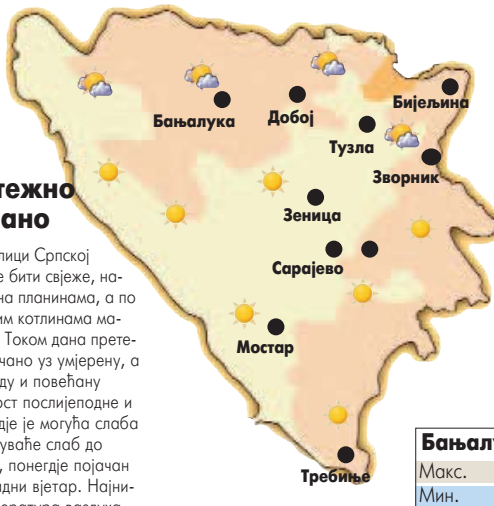 Бањалука
Добој
Бијељина
Тузла
Зворник
Зеница
Сарајево
Мостар
Требиње
тежно
ано
лици Српској
е бити свјеже, на-
на планинама, а по
им котлинама ма-
Током дана прете-
чано уз умјерену, а
ду и повећану
ост послијеподне и
дје је могућа слаба
уваће слаб до
, понегдје појачан
дни вјетар. Најни-
Бањалу
Макс.
Мин.